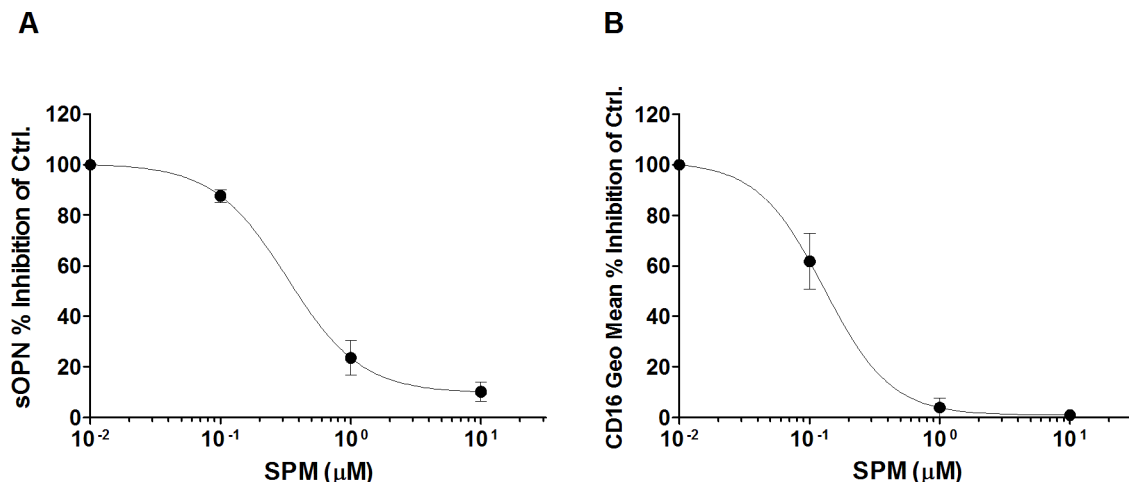 A
sOPN % Inhibition of Ctrl.
120
100
80
60
40
20
0
10⁻² 10⁻¹ 10⁰ 10¹
SPM (μM)
B
CD16 Geo Mean % Inhibition of Ctrl.
120
100
80
60
40
20
0
10⁻² 10⁻¹ 10⁰ 10¹
SPM (μM)